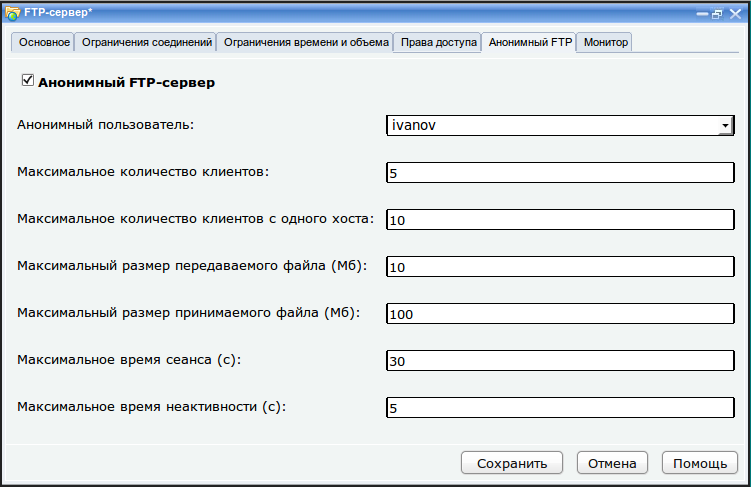 FTP-сервер*
Основное Ограничения соединений Ограничения времени и объема Права доступа Анонимный FTP Монитор
Анонимный FTP-сервер
Анонимный пользователь: ivanov
Максимальное количество клиентов: 5
Максимальное количество клиентов с одного хоста: 10
Максимальный размер передаваемого файла (Мб): 10
Максимальный размер принимаемого файла (Мб): 100
Максимальное время сеанса (с): 30
Максимальное время неактивности (с): 5
Сохранить Отмена Помощь